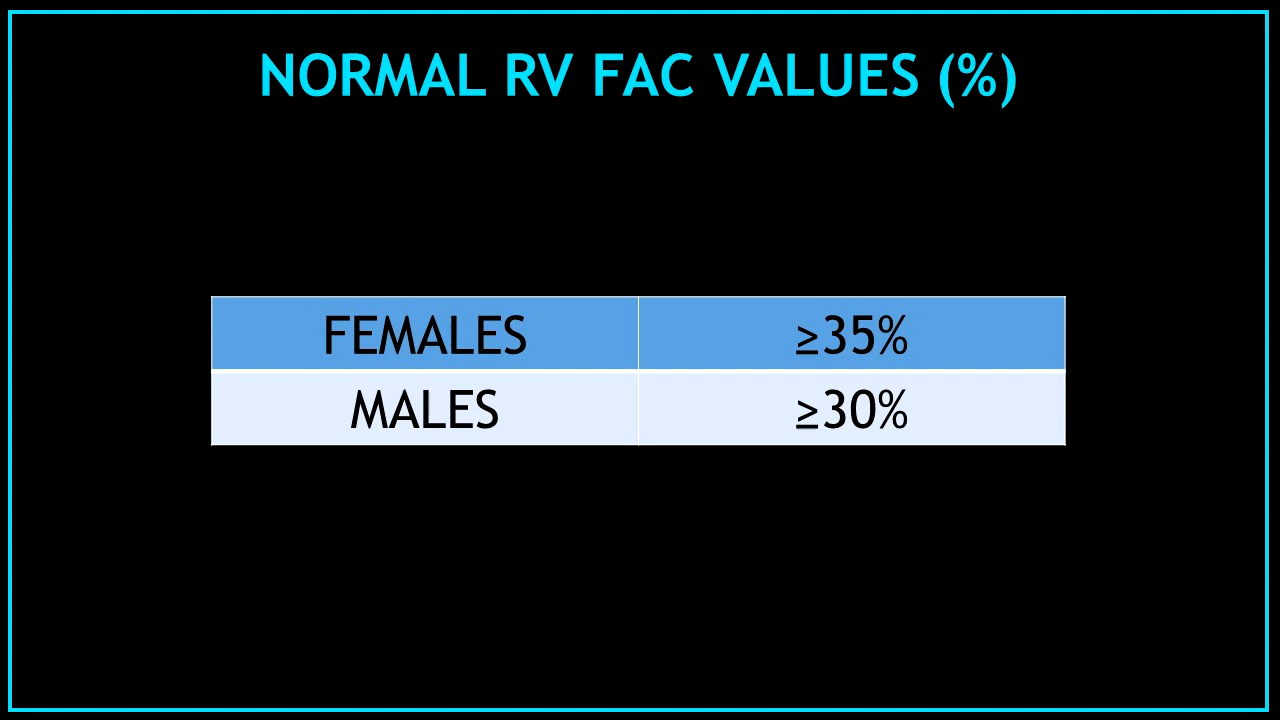 NORMAL RV FAC VALUES (%)
FEMALES ≥35%
MALES ≥30%